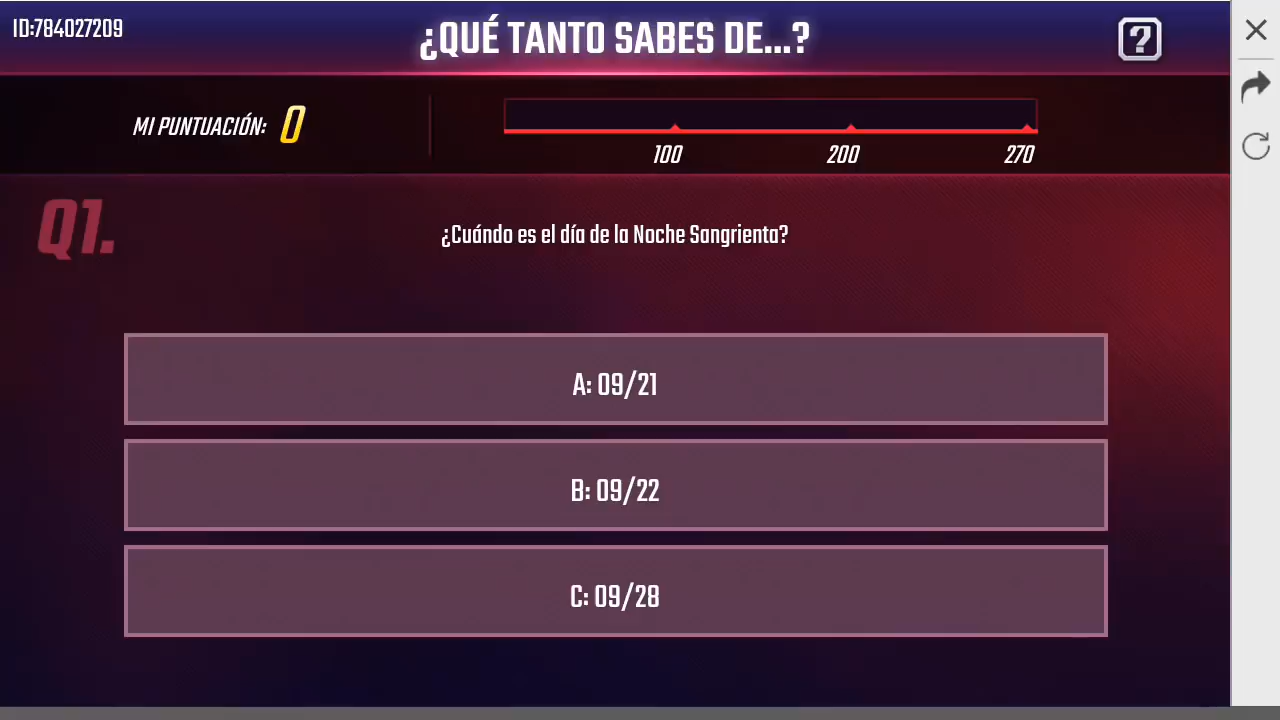 ID:784027209
¿QUÉ TANTO SABES DE...?
?
MI PUNTUACIÓN: 0
100 200 270
Q1.
¿Cuándo es el día de la Noche Sangrienta?
A: 09/21
B: 09/22
C: 09/28